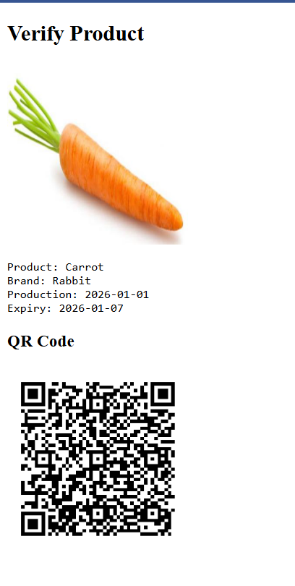 Verify Product
Product: Carrot
Brand: Rabbit
Production: 2026-01-01
Expiry: 2026-01-07
QR Code